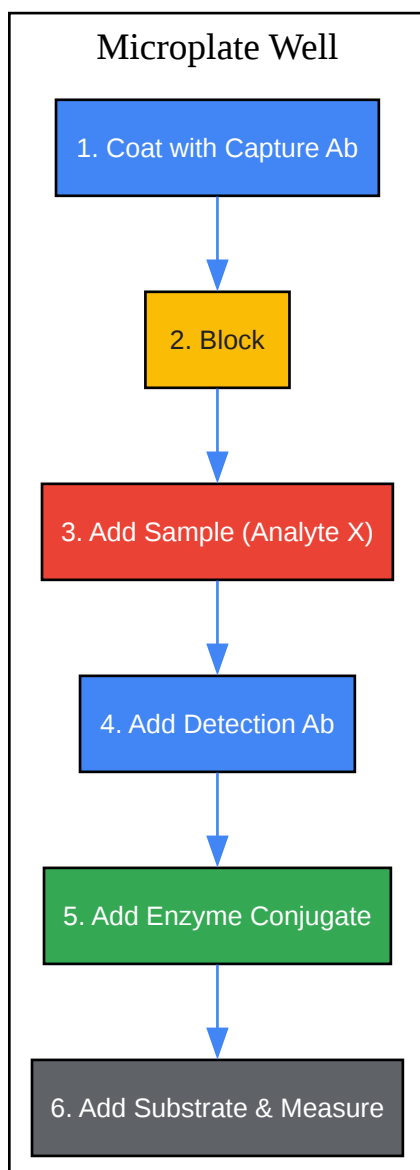 Microplate Well
1. Coat with Capture Ab
2. Block
3. Add Sample (Analyte X)
4. Add Detection Ab
5. Add Enzyme Conjugate
6. Add Substrate & Measure